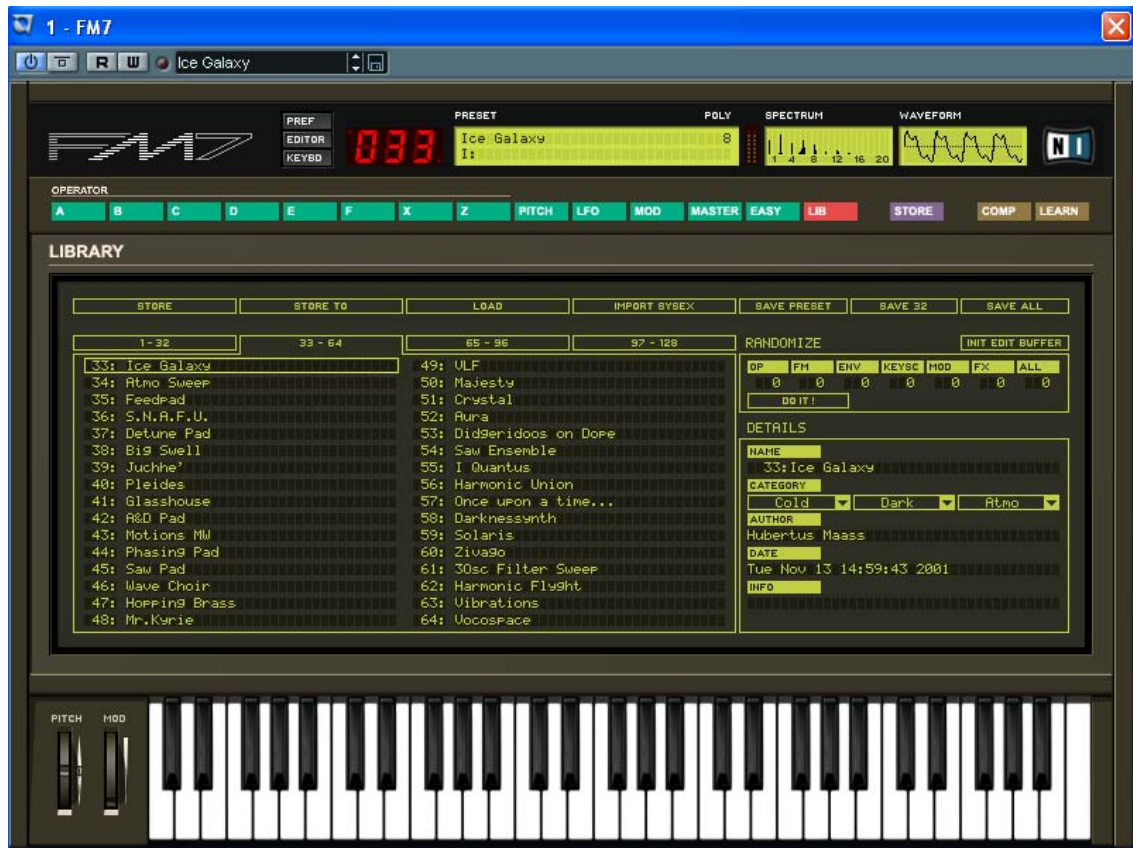 1 - FM7
R W Ice Galaxy
PRESET POLY SPECTRUM WAVEFORM
PREF
EDITOR
KEYBD
FM7 033 Ice Galaxy 8
I:
1 4 8 12 16 20
NI
OPERATOR
A B C D E F X Z PITCH LFO MOD MASTER EASY LIB STORE COMP LEARN
LIBRARY
STORE STORE TO LOAD IMPORT SYSEX SAVE PRESET SAVE 32 SAVE ALL
1-32 33 - 64 65 - 96 97 - 128 RANDOMIZE INIT EDIT BUFFER
33: Ice Galaxy
34: Atmo Sweep
35: Feedpad
36: S.N.A.F.U.
37: Detune Pad
38: Big Swell
39: Juchhe'
40: Pleides
41: Glasshouse
42: A&D Pad
43: Motions MW
44: Phasing Pad
45: Saw Pad
46: Wave Choir
47: Hopping Brass
48: Mr.Kyrie
49: VLF
50: Majesty
51: Crystal
52: Aura
53: Didgeridoos on Dope
54: Saw Ensemble
55: I Quantus
56: Harmonic Union
57: Once upon a time...
58: Darknessynth
59: Solaris
60: Zivago
61: 3Osc Filter Sweep
62: Harmonic Flyght
63: Vibrations
64: Vocospace
OP FM ENV KEYSC MOD FX ALL
0 0 0 0 0 0 0
DO IT!
DETAILS
NAME
33:Ice Galaxy
CATEGORY
Cold Dark Atmo
AUTHOR
Hubertus Maass
DATE
Tue Nov 13 14:59:43 2001
INFO
PITCH MOD